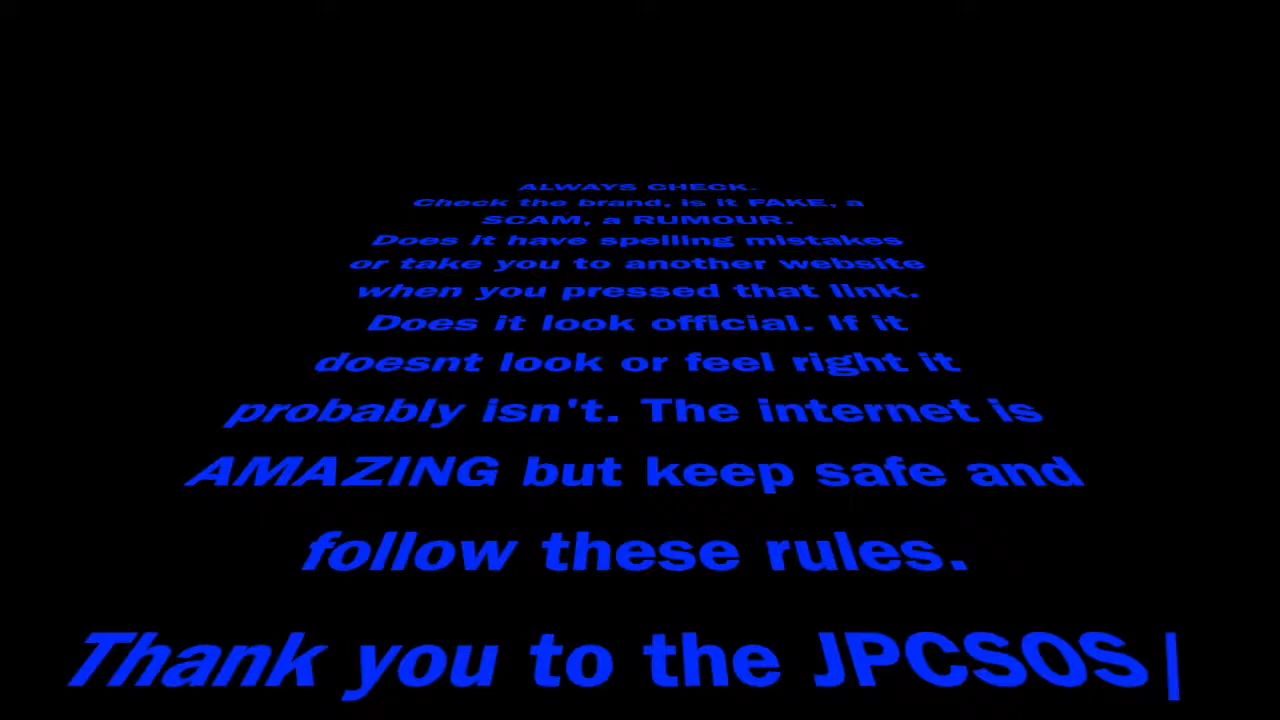 ALWAYS CHECK.
Check the brand, is it FAKE, a
SCAM, a RUMOUR.
Does it have spelling mistakes
or take you to another website
when you pressed that link.
Does it look official. If it
doesnt look or feel right it
probably isn't. The internet is
AMAZING but keep safe and
follow these rules.
Thank you to the JPCSOS|